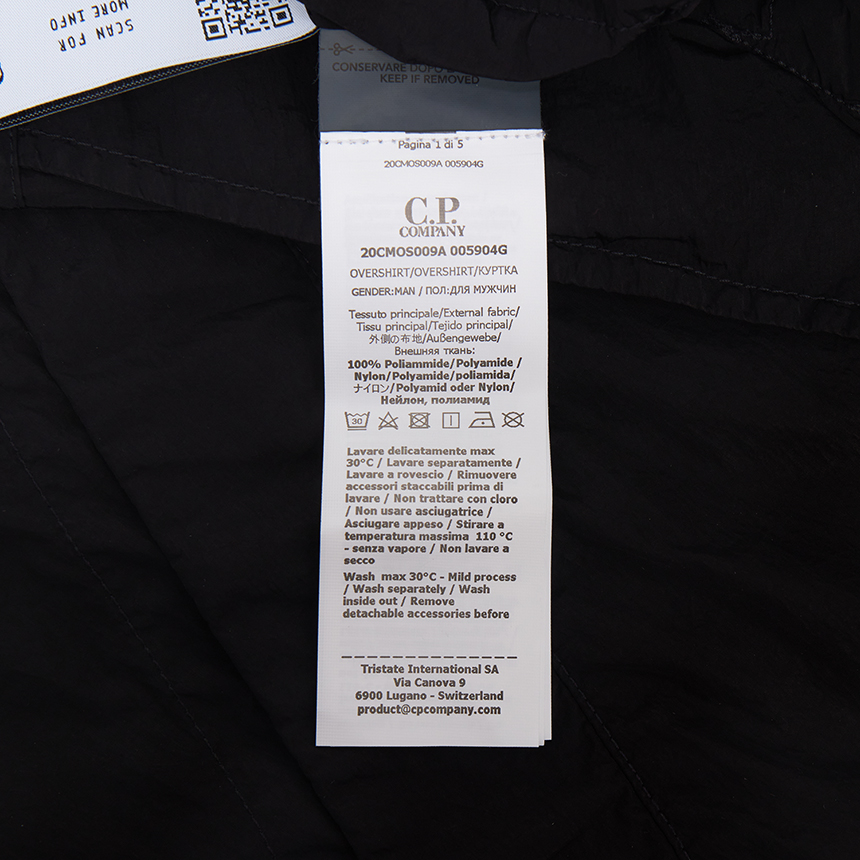 SCAN FOR
MORE INFO
CONSERVARE DOPO
KEEP IF REMOVED
Pagina 1 di 5
20CMOS009A 005904G
C.P.
COMPANY
20CMOS009A 005904G
OVERSHIRT/OVERSHIRT/КУРТКА
GENDER:MAN / ПОЛ:ДЛЯ МУЖЧИН
Tessuto principale/External fabric/
Tissu principal/Tejido principal/
外側の布地/Außengewebe/
Внешняя ткань:
100% Poliammide/Polyamide /
Nylon/Polyamide/poliamida/
ナイロン/Polyamid oder Nylon/
Нейлон, полиамид
30
Lavare delicatamente max
30°C / Lavare separatamente /
Lavare a rovescio / Rimuovere
accessori staccabili prima di
lavare / Non trattare con cloro
/ Non usare asciugatrice /
Asciugare appeso / Stirare a
temperatura massima 110 °C
- senza vapore / Non lavare a
secco
Wash max 30°C - Mild process
/ Wash separately / Wash
inside out / Remove
detachable accessories before
Tristate International SA
Via Canova 9
6900 Lugano - Switzerland
product@cpcompany.com